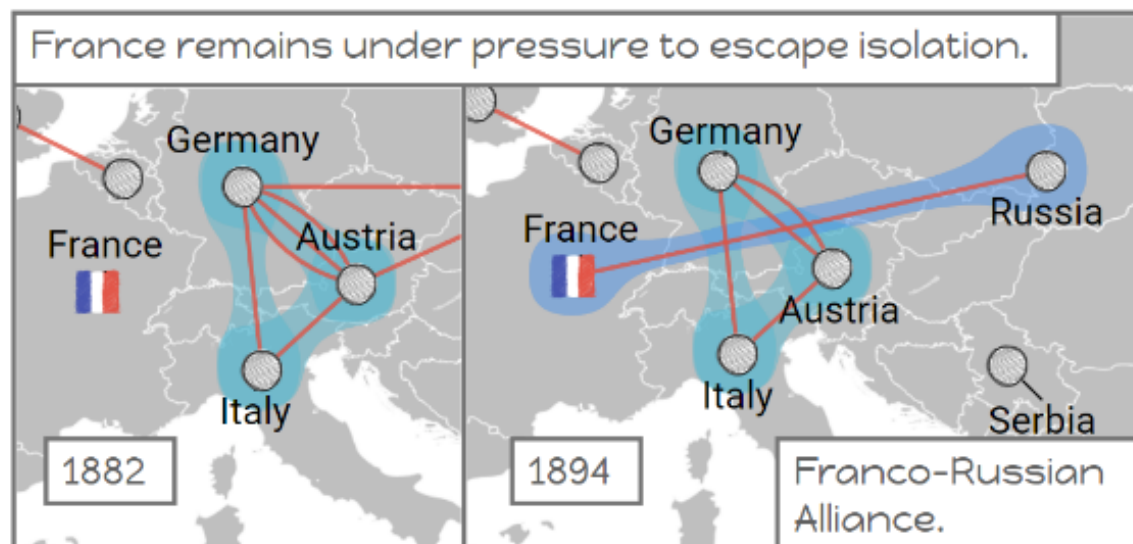 France remains under pressure to escape isolation.
Germany
Austria
France
Italy
1882
Germany
Russia
France
Austria
Italy
Serbia
1894
Franco-Russian
Alliance.